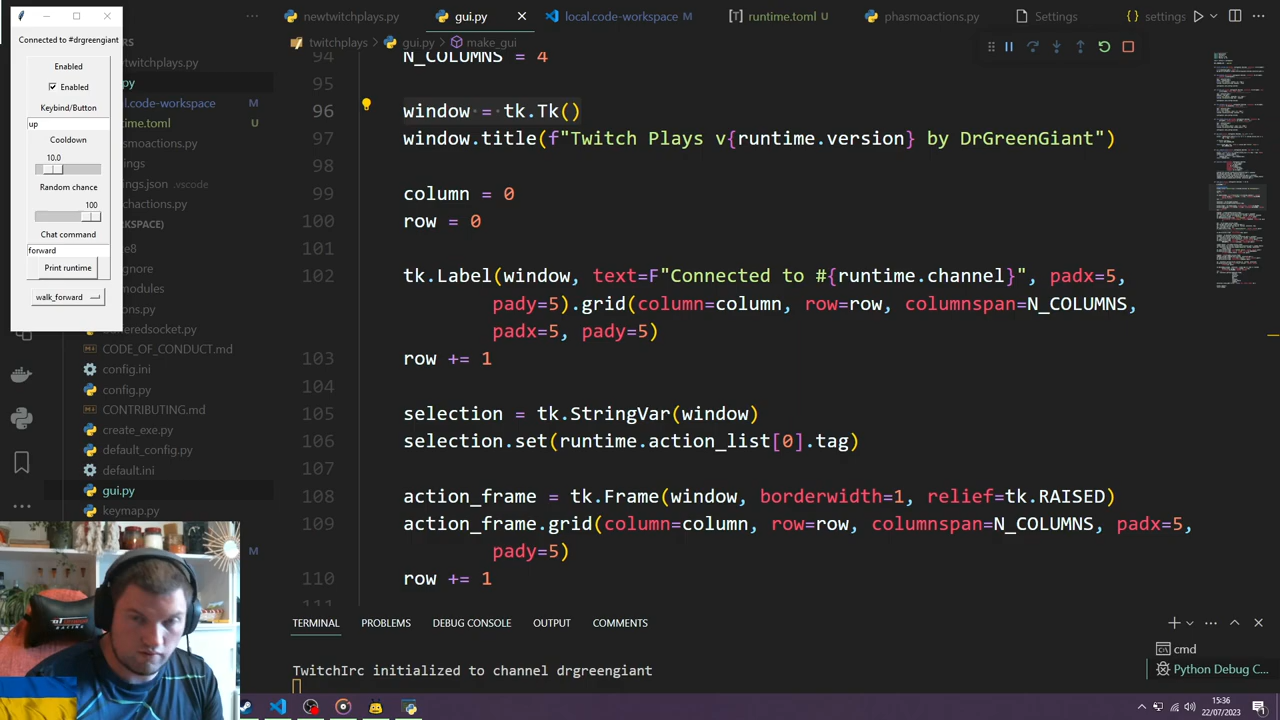 Connected to #drgreengiant
Enabled
Enabled
Keybind/Button
up
Cooldown
10.0
Random chance
100
Chat command
forward
Print runtime
walk_forward
newtwitchplays.py
gui.py
local.code-workspace M
runtime.toml U
phasmoactions.py
Settings
settings
twitchplays
gui.py
make_gui
CODE_OF_CONDUCT.md
config.ini
config.py
CONTRIBUTING.md
create_exe.py
default_config.py
default.ini
gui.py
keymap.py
M
94 N_COLUMNS = 4
95
96 window = tk.Tk()
97 window.title(f"Twitch Plays v{runtime.version} by DrGreenGiant")
98
99 column = 0
100 row = 0
101
102 tk.Label(window, text=F"Connected to #{runtime.channel}", padx=5,
pady=5).grid(column=column, row=row, columnspan=N_COLUMNS,
padx=5, pady=5)
103 row += 1
104
105 selection = tk.StringVar(window)
106 selection.set(runtime.action_list[0].tag)
107
108 action_frame = tk.Frame(window, borderwidth=1, relief=tk.RAISED)
109 action_frame.grid(column=column, row=row, columnspan=N_COLUMNS, padx=5,
pady=5)
110 row += 1
TERMINAL PROBLEMS DEBUG CONSOLE OUTPUT COMMENTS
TwitchIrc initialized to channel drgreengiant
cmd
Python Debug C...
15:36
22/07/2023